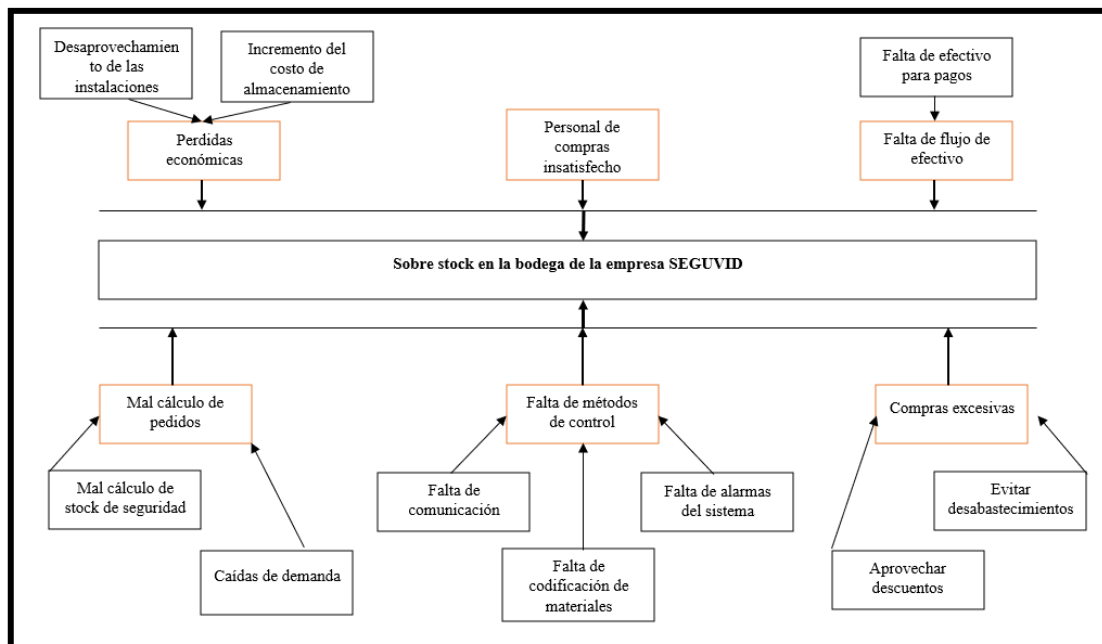 Desaprovechamien
to de las
instalaciones
Incremento del
costo de
almacenamiento
Falta de efectivo
para pagos
Perdidas
económicas
Personal de
compras
insatisfecho
Falta de flujo de
efectivo
Sobre stock en la bodega de la empresa SEGUVID
Mal cálculo de
pedidos
Falta de métodos
de control
Compras excesivas
Mal cálculo de
stock de seguridad
Falta de
comunicación
Falta de alarmas
del sistema
Evitar
desabastecimientos
Caídas de demanda
Falta de
codificación de
materiales
Aprovechar
descuentos